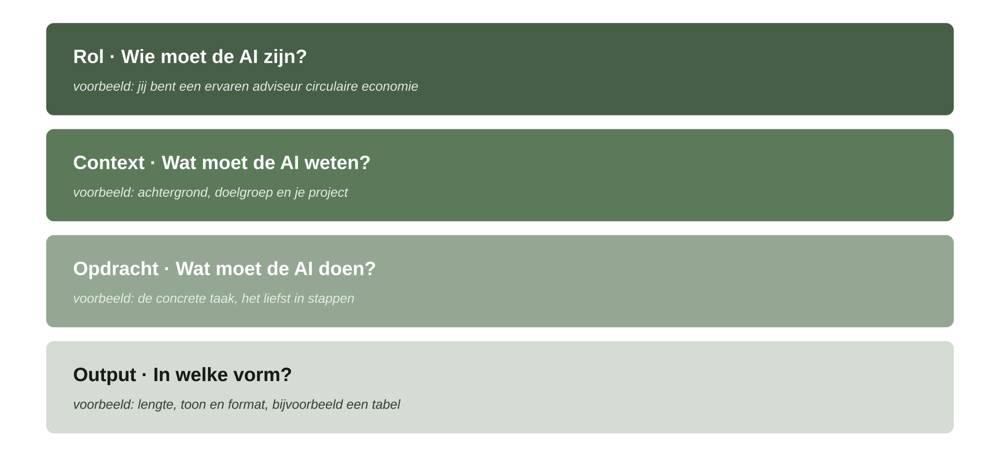 Rol · Wie moet de AI zijn?
voorbeeld: jij bent een ervaren adviseur circulaire economie
Context · Wat moet de AI weten?
voorbeeld: achtergrond, doelgroep en je project
Opdracht · Wat moet de AI doen?
voorbeeld: de concrete taak, het liefst in stappen
Output · In welke vorm?
voorbeeld: lengte, toon en format, bijvoorbeeld een tabel